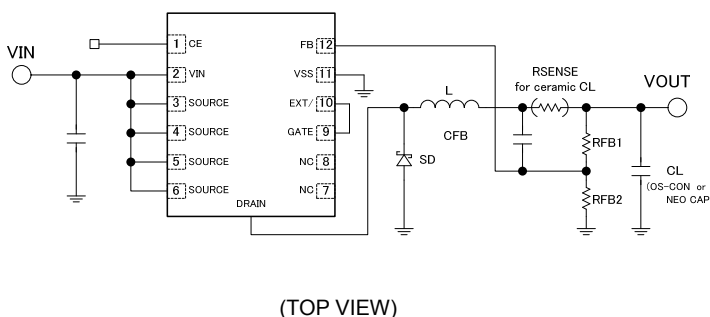 VIN
1 CE
2 VIN
3 SOURCE
4 SOURCE
5 SOURCE
6 SOURCE
FB 12
VSS 11
EXT/ 10
GATE 9
NC 8
NC 7
DRAIN
L
CFB
SD
RSENSE
for ceramic CL
VOUT
RFB1
RFB2
CL
(OS-CON or
NEO CAP
(TOP VIEW)